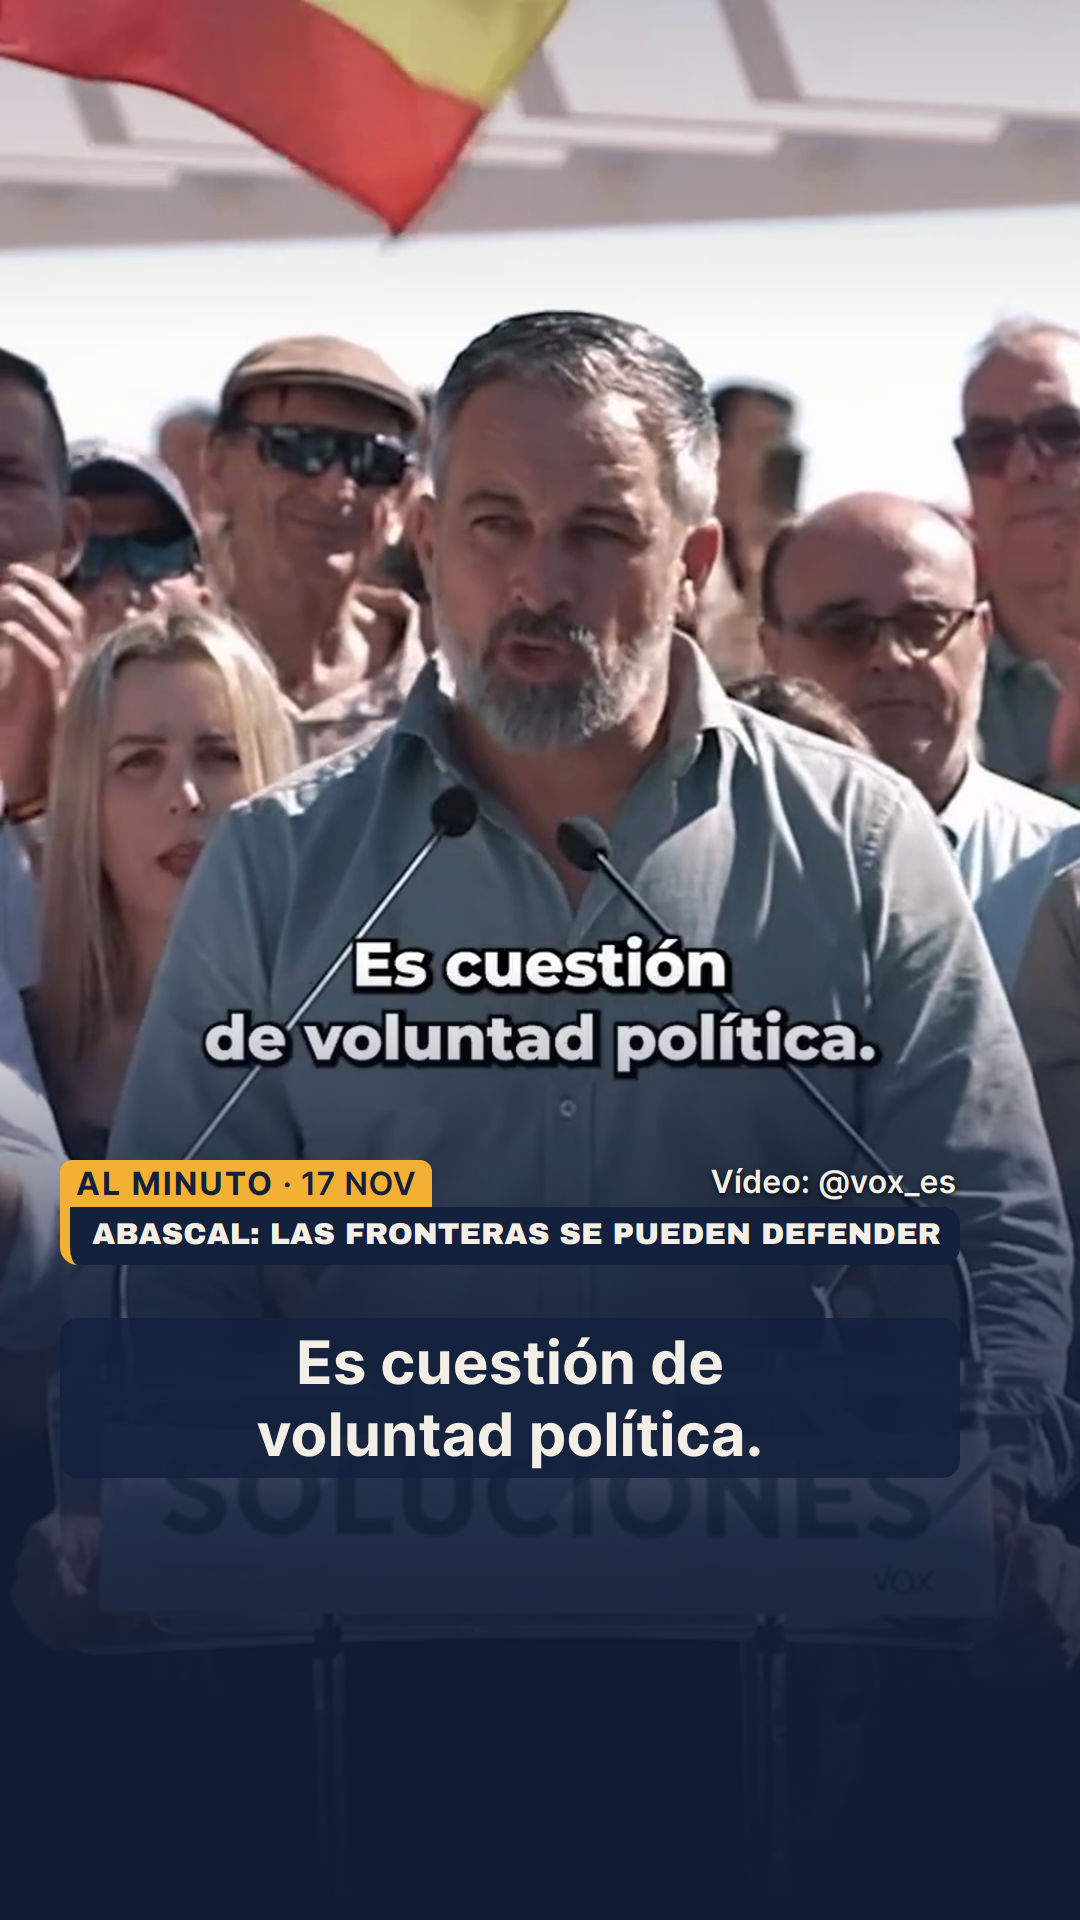 Es cuestión
de voluntad política.
AL MINUTO · 17 NOV
Vídeo: @vox_es
ABASCAL: LAS FRONTERAS SE PUEDEN DEFENDER
Es cuestión de
voluntad política.
SOLUCIONES
VOX